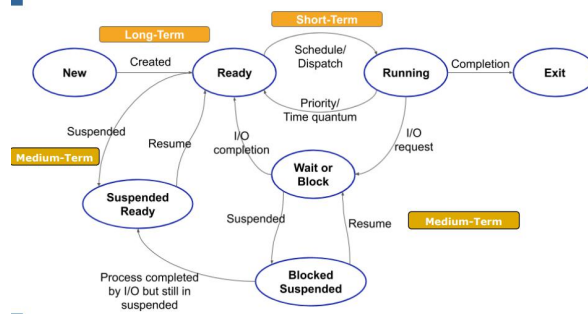 Long-Term
Short-Term
New
Created
Ready
Schedule/
Dispatch
Running
Completion
Exit
Priority/
Time quantum
Suspended
Resume
I/O
completion
I/O
request
Medium-Term
Wait or
Block
Suspended
Ready
Suspended
Resume
Medium-Term
Process completed
by I/O but still in
suspended
Blocked
Suspended